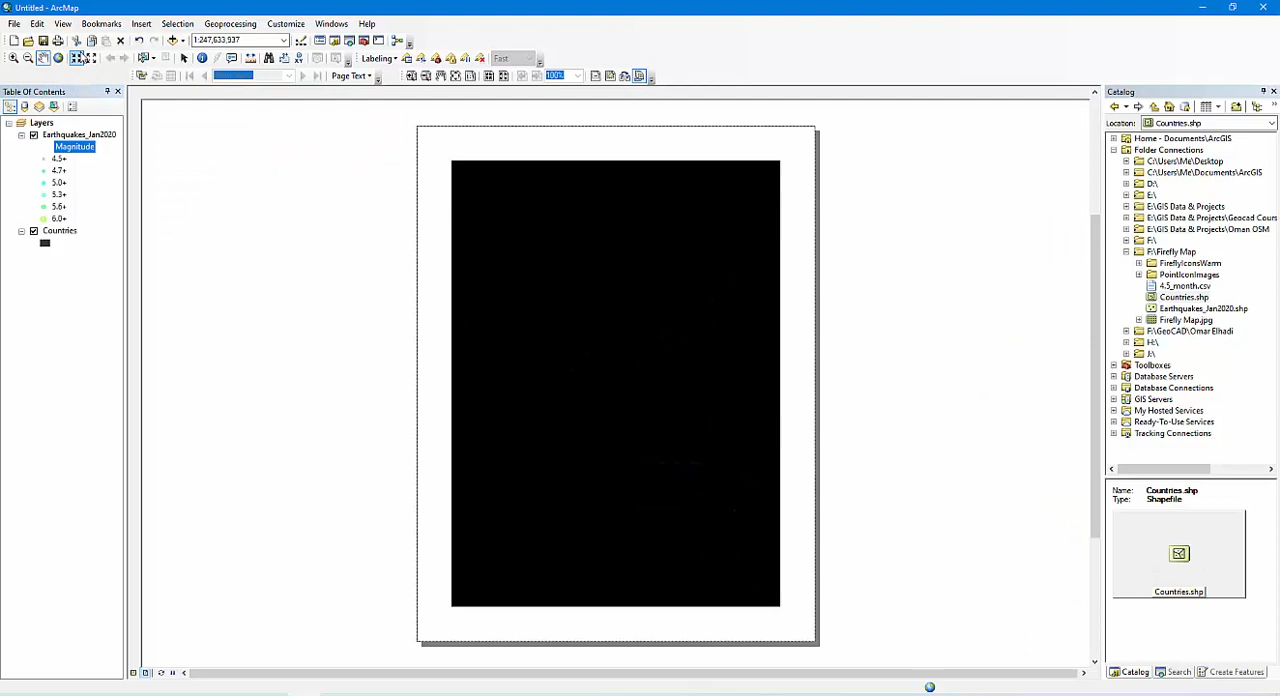 Untitled - ArcMap
File Edit View Bookmarks Insert Selection Geoprocessing Customize Windows Help
1:247,633,937
Labeling Fast
Page Text 100%
Table Of Contents
Layers
Earthquakes_Jan2020
Magnitude
4.5+
4.7+
5.0+
5.3+
5.6+
6.0+
Countries
Catalog
Location: Countries.shp
Home - Documents\ArcGIS
Folder Connections
C:\Users\Me\Desktop
C:\Users\Me\Documents\ArcGIS
D:\
E:\
E:\GIS Data & Projects
E:\GIS Data & Projects\Geocad Cours
E:\GIS Data & Projects\Oman OSM
F:\
F:\Firefly Map
FireflyIconsWarm
PointIconImages
4.5_month.csv
Countries.shp
Earthquakes_Jan2020.shp
Firefly Map.jpg
F:\GeoCAD\Omar Elhadi
H:\
J:\
Toolboxes
Database Servers
Database Connections
GIS Servers
My Hosted Services
Ready-To-Use Services
Tracking Connections
Name: Countries.shp
Type: Shapefile
Countries.shp
Catalog Search Create Features